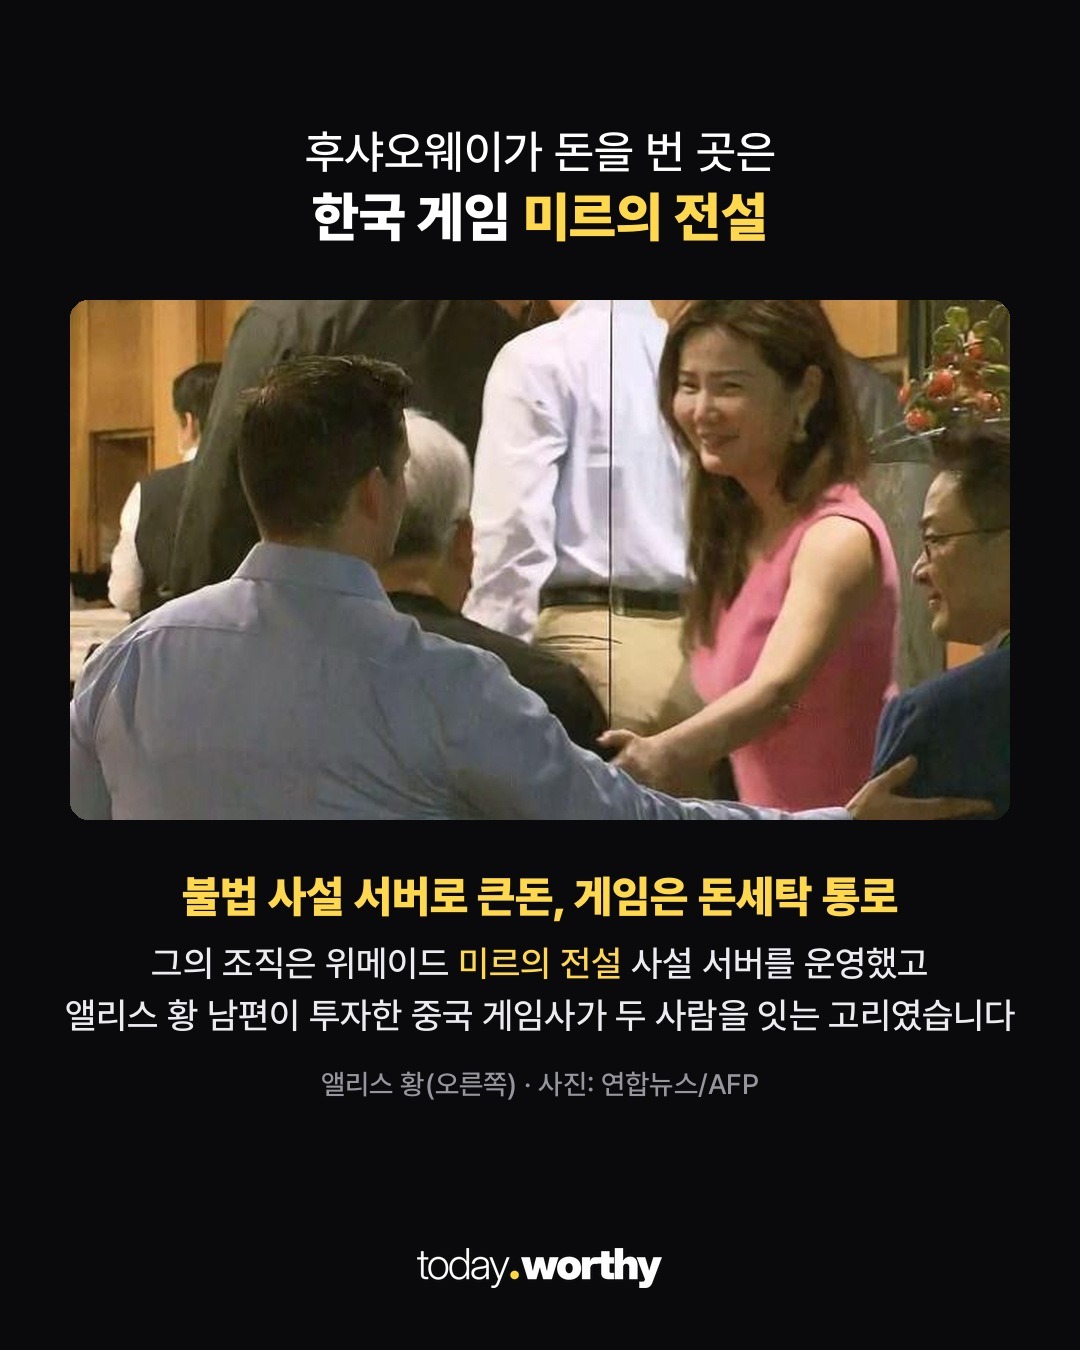 후샤오웨이가 돈을 번 곳은
한국 게임 미르의 전설
불법 사설 서버로 큰돈, 게임은 돈세탁 통로
그의 조직은 위메이드 미르의 전설 사설 서버를 운영했고
앨리스 황 남편이 투자한 중국 게임사가 두 사람을 잇는 고리였습니다
앨리스 황(오른쪽) · 사진: 연합뉴스/AFP
today.worthy